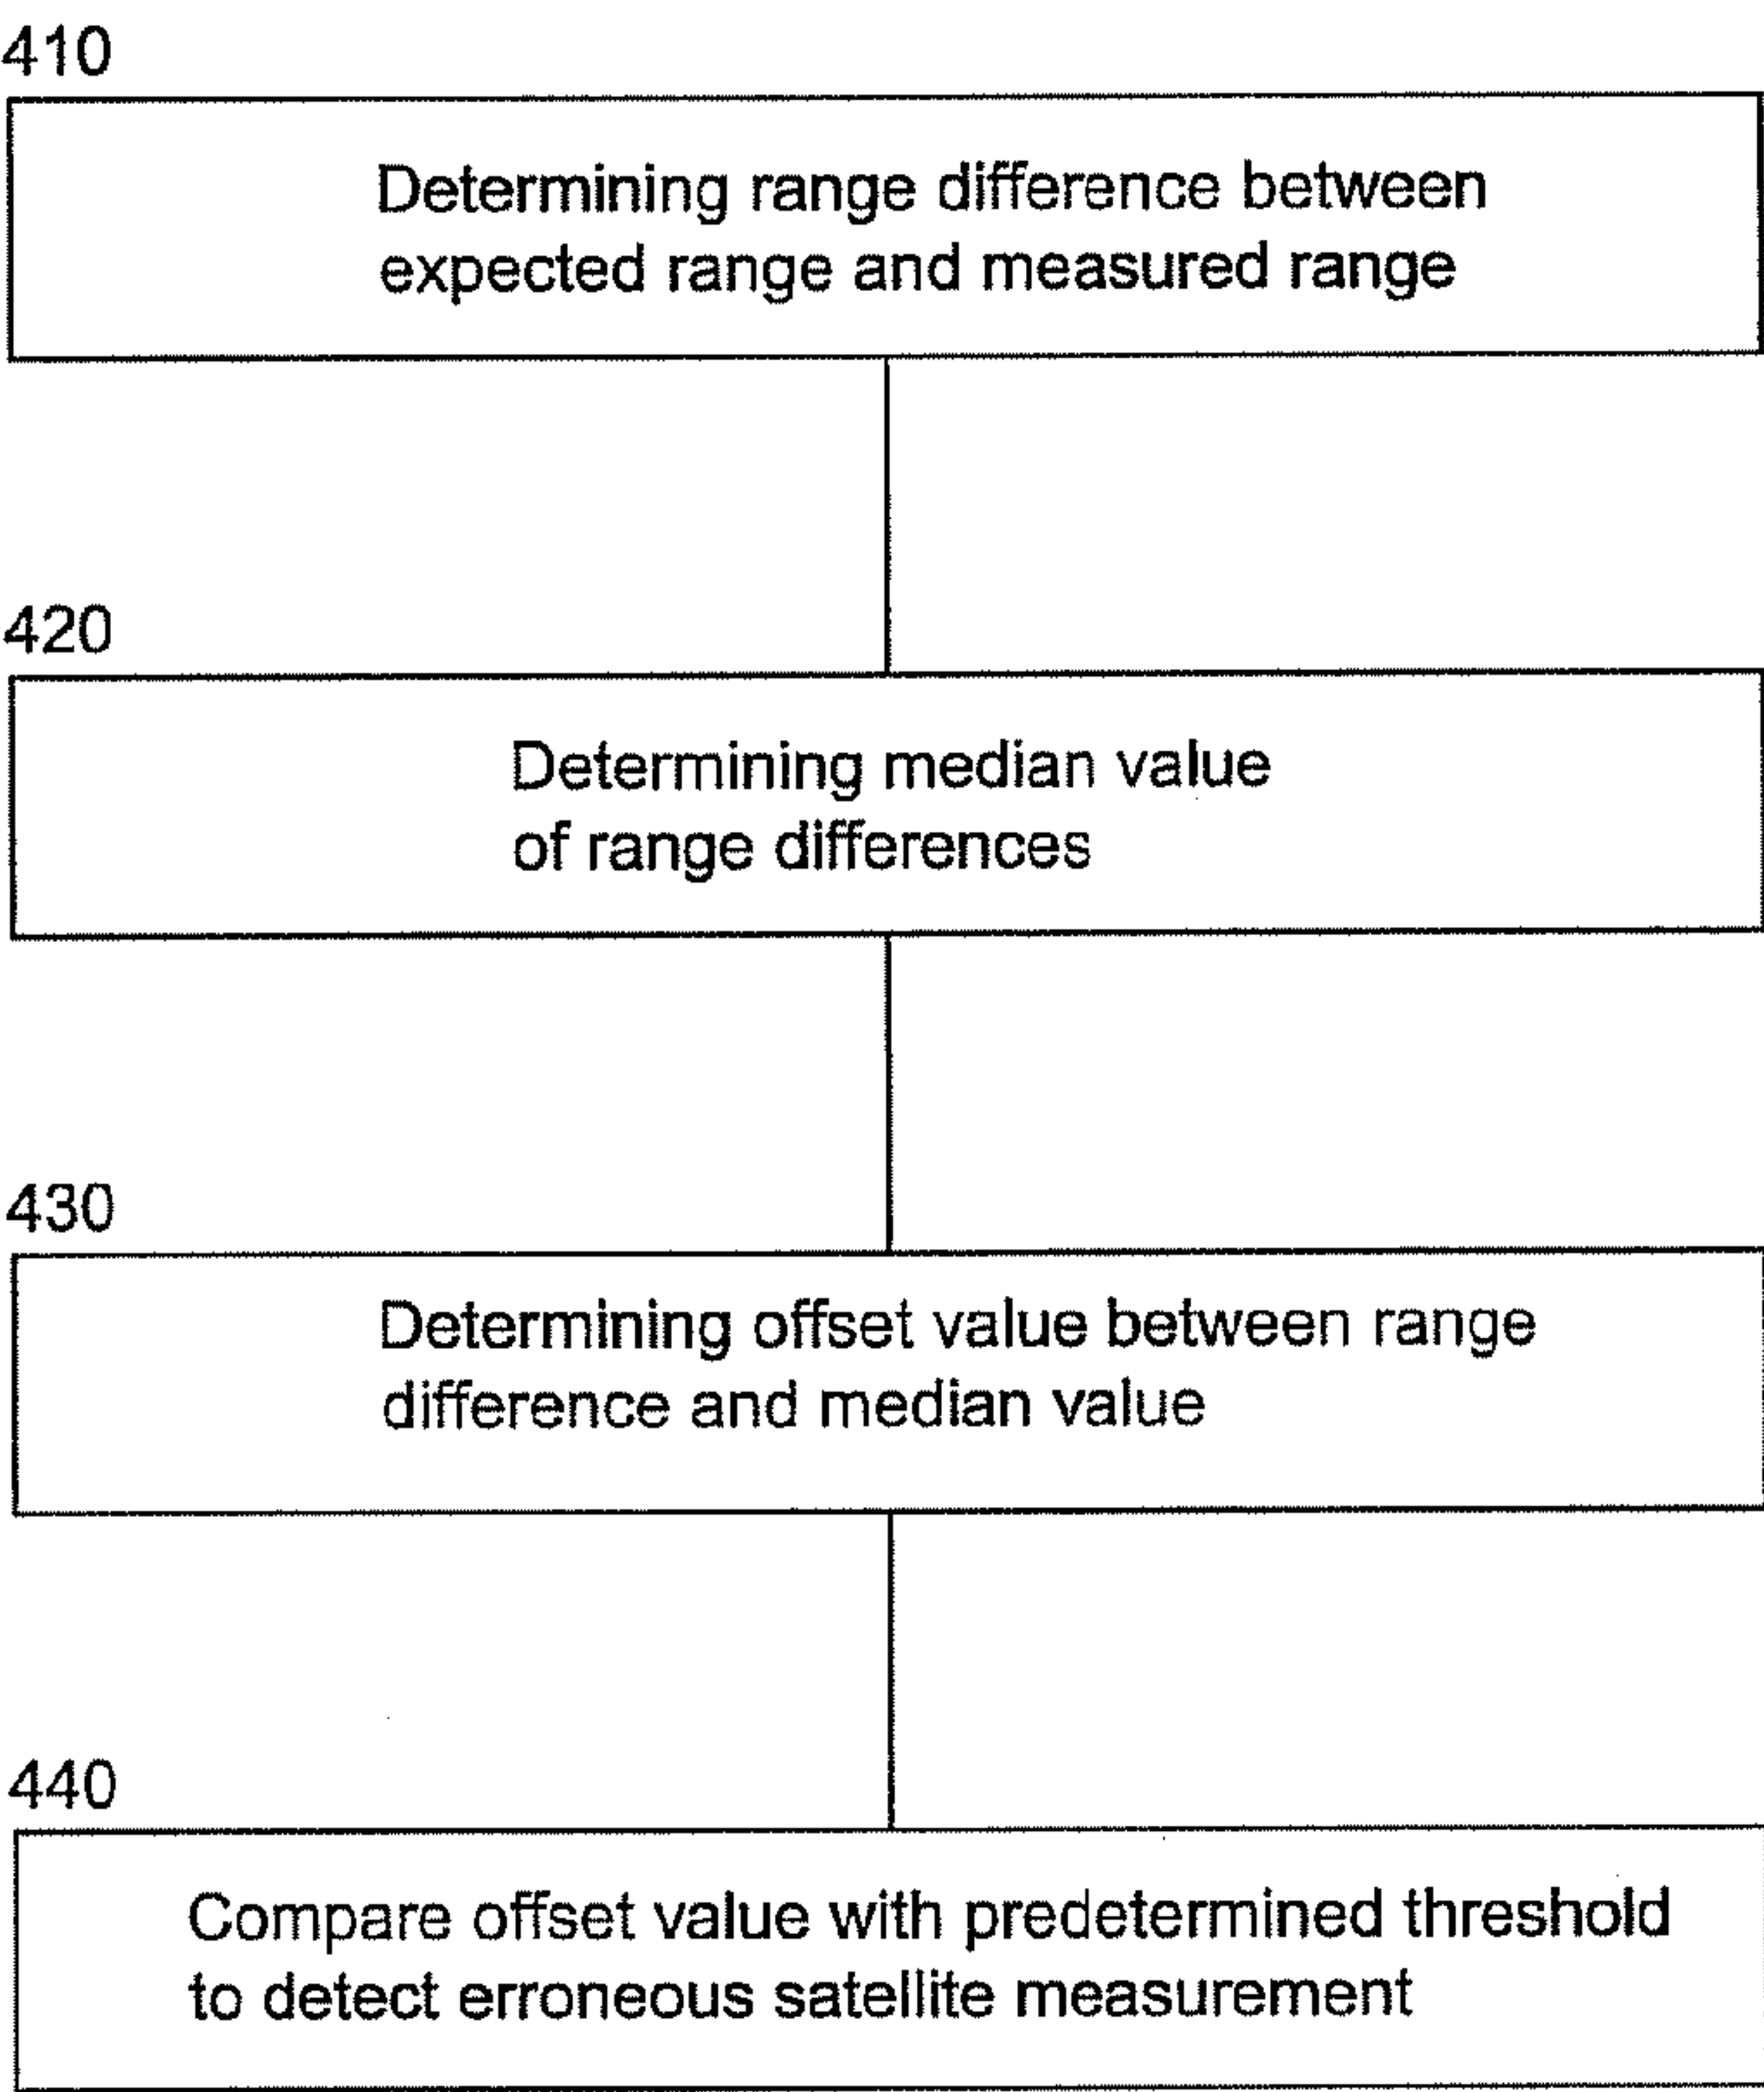 410
Determining range difference between
expected range and measured range
420
Determining median value
of range differences
430
Determining offset value between range
difference and median value
440
Compare offset value with predetermined threshold
to detect erroneous satellite measurement